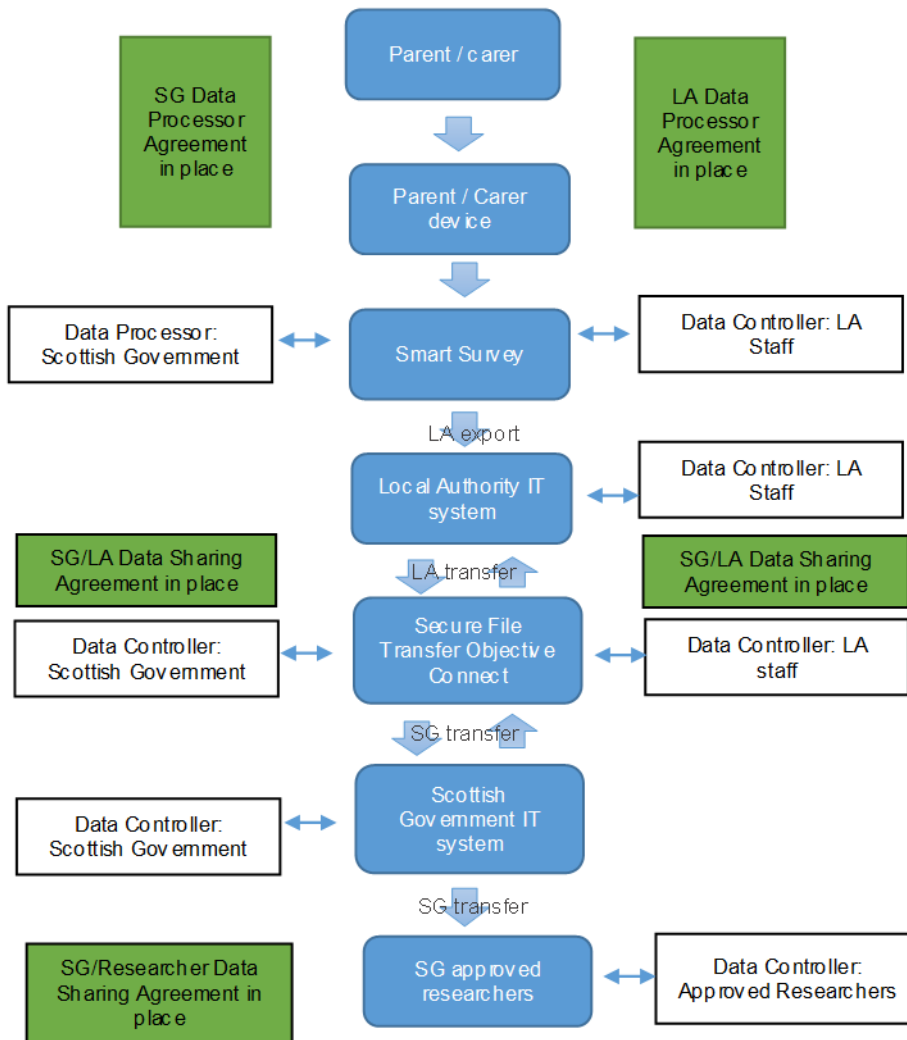 Parent / carer
SG Data
Processor
Agreement
in place
LA Data
Processor
Agreement
in place
Parent / Carer
device
Data Processor:
Scottish Government
Smart Survey
Data Controller: LA
Staff
LA export
Local Authority IT
system
Data Controller: LA
Staff
SG/LA Data Sharing
Agreement in place
LA transfer
SG/LA Data Sharing
Agreement in place
Data Controller:
Scottish Government
Secure File
Transfer Objective
Connect
Data Controller: LA
staff
SG transfer
Data Controller:
Scottish Government
Scottish
Government IT
system
SG transfer
SG/Researcher Data
Sharing Agreement in
place
SG approved
researchers
Data Controller:
Approved Researchers